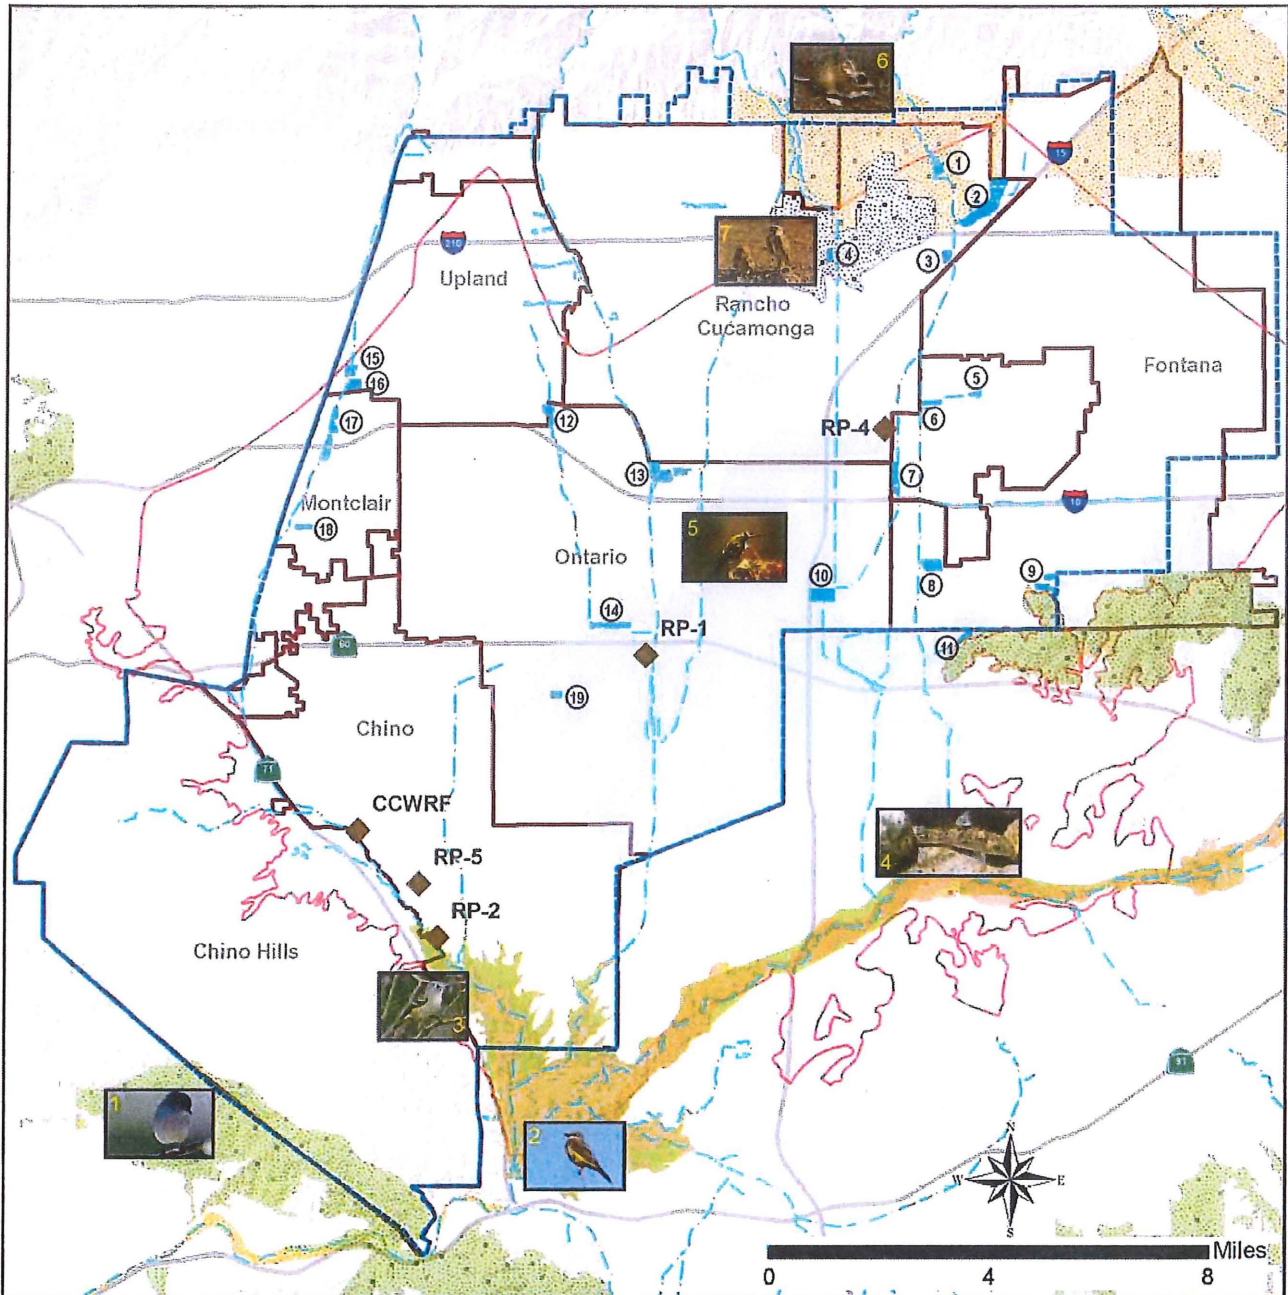 6
15
1
2
7
4
3
210
Upland
Rancho
Cucamonga
15
16
5
Fontana
17
12
6
RP-4
13
7
Montclair
10
18
5
Ontario
10
8
9
14
RP-1
11
60
19
Chino
71
CCWRF
4
RP-5
RP-2
Chino Hills
3
91
1
2
N
W
E
S
Miles
0
4
8